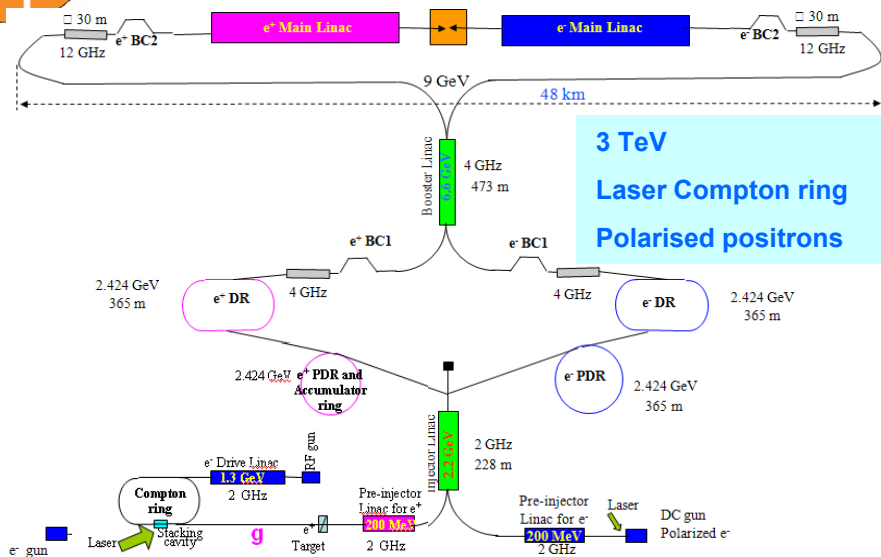 □ 30 m
e⁺ BC2
12 GHz
e⁺ Main Linac
e⁻ Main Linac
e⁻ BC2
□ 30 m
12 GHz
9 GeV
48 km
3 TeV
Laser Compton ring
Polarised positrons
Booster Linac
6.6 GeV
4 GHz
473 m
e⁺ BC1
e⁻ BC1
4 GHz
4 GHz
2.424 GeV
365 m
e⁺ DR
e⁻ DR
2.424 GeV
365 m
2.424 GeV
e⁺ PDR and
Accumulator
ring
e⁻ PDR
2.424 GeV
365 m
injector Linac
2.2 GeV
2 GHz
228 m
e⁻ Drive Linac
1.3 GeV
2 GHz
RF gun
Compton
ring
Stacking
cavity
Laser
e⁻ gun
g
e⁺
Target
Pre-injector
Linac for e⁺
200 MeV
2 GHz
Pre-injector
Linac for e⁻
200 MeV
2 GHz
Laser
DC gun
Polarized e⁻